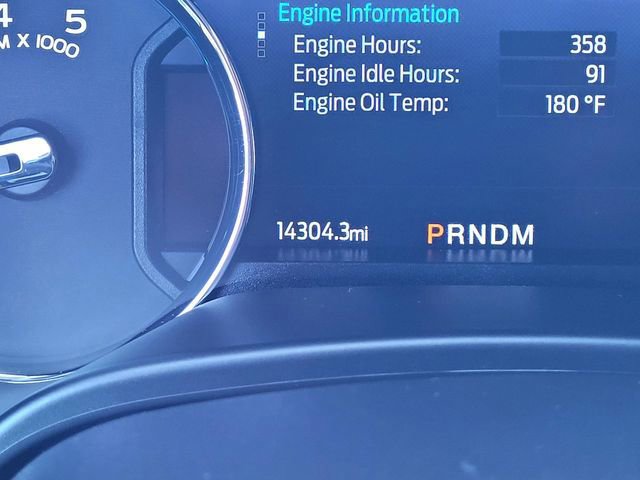 4 5
M X 1000
Engine Information
Engine Hours: 358
Engine Idle Hours: 91
Engine Oil Temp: 180 °F
14304.3mi PRNDM